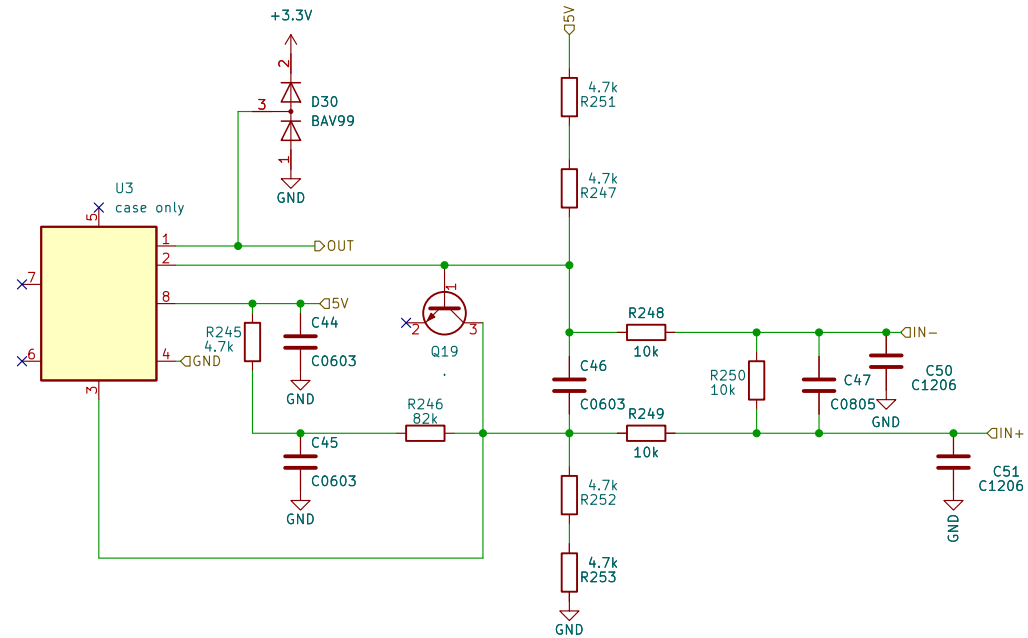 +3.3V
5V
2
4.7k
R251
3
D30
BAV99
1
4.7k
R247
GND
U3
case only
5
1
OUT
2
7
1
8
5V
2
3
R248
IN-
R245
4.7k
C44
Q19
10k
6
4
GND
C0603
.
C46
R250
10k
C47
C50
C1206
3
GND
R246
82k
C0603
C0805
R249
GND
C45
10k
IN+
C0603
C51
C1206
4.7k
R252
GND
GND
4.7k
R253
GND